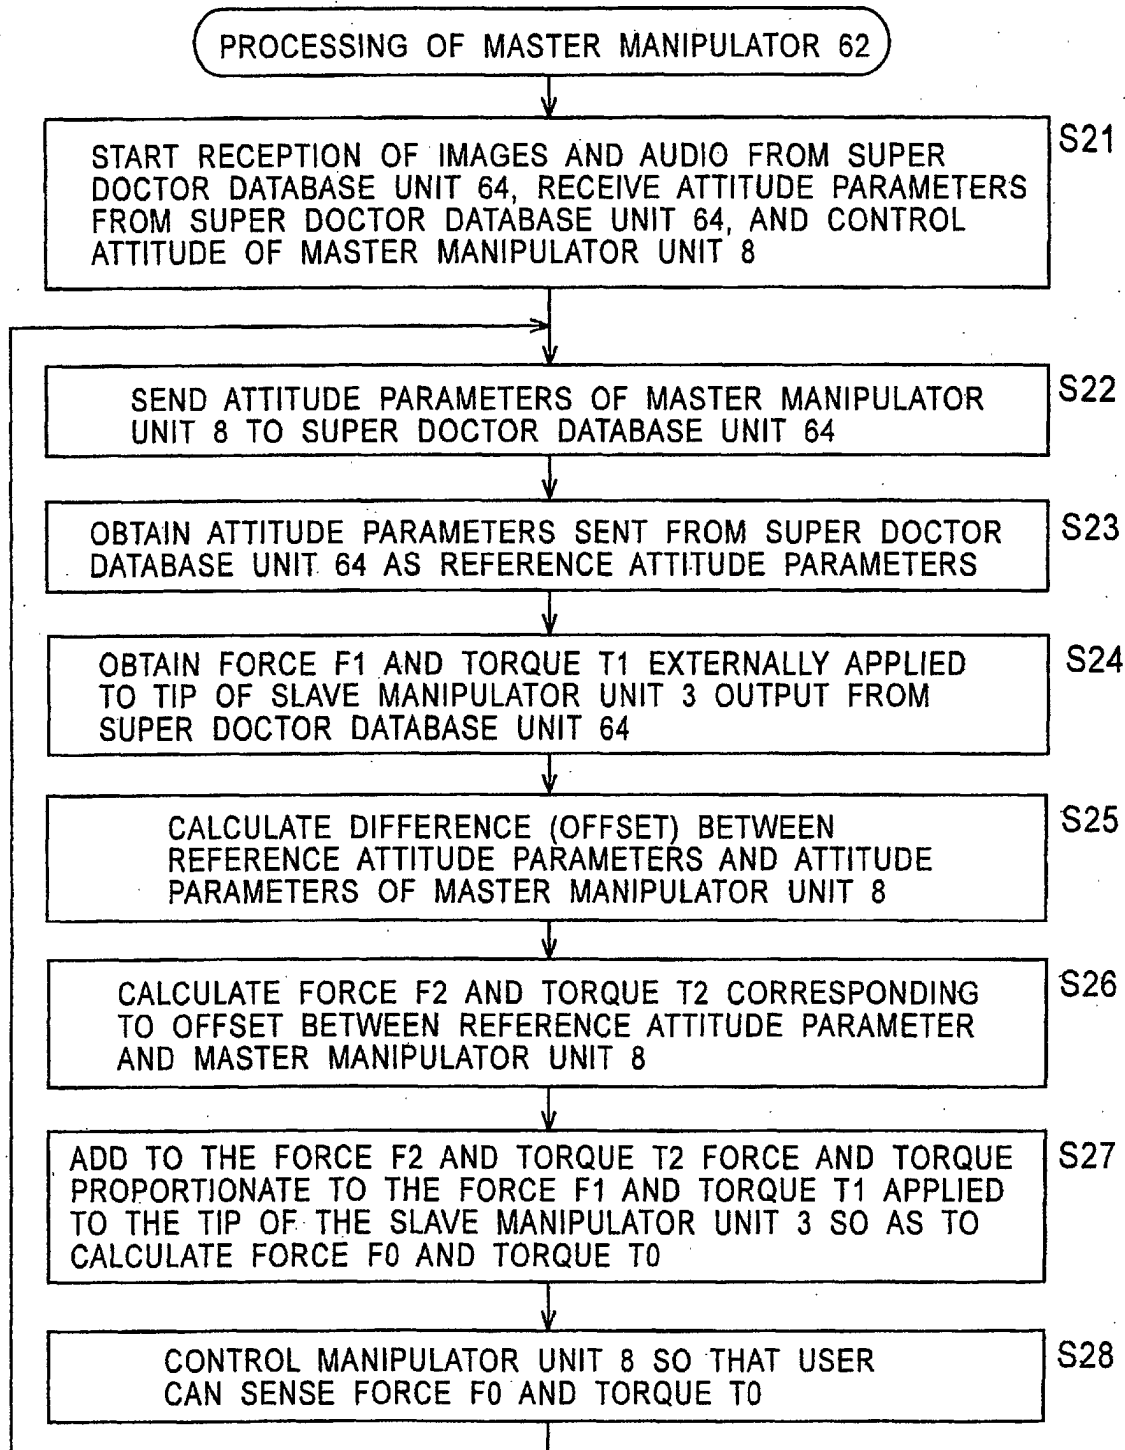 PROCESSING OF MASTER MANIPULATOR 62
S21
START RECEPTION OF IMAGES AND AUDIO FROM SUPER
DOCTOR DATABASE UNIT 64, RECEIVE ATTITUDE PARAMETERS
FROM SUPER DOCTOR DATABASE UNIT 64, AND CONTROL
ATTITUDE OF MASTER MANIPULATOR UNIT 8
S22
SEND ATTITUDE PARAMETERS OF MASTER MANIPULATOR
UNIT 8 TO SUPER DOCTOR DATABASE UNIT 64
S23
OBTAIN ATTITUDE PARAMETERS SENT FROM SUPER DOCTOR
DATABASE UNIT 64 AS REFERENCE ATTITUDE PARAMETERS
S24
OBTAIN FORCE F1 AND TORQUE T1 EXTERNALLY APPLIED
TO TIP OF SLAVE MANIPULATOR UNIT 3 OUTPUT FROM
SUPER DOCTOR DATABASE UNIT 64
S25
CALCULATE DIFFERENCE (OFFSET) BETWEEN
REFERENCE ATTITUDE PARAMETERS AND ATTITUDE
PARAMETERS OF MASTER MANIPULATOR UNIT 8
S26
CALCULATE FORCE F2 AND TORQUE T2 CORRESPONDING
TO OFFSET BETWEEN REFERENCE ATTITUDE PARAMETER
AND MASTER MANIPULATOR UNIT 8
S27
ADD TO THE FORCE F2 AND TORQUE T2 FORCE AND TORQUE
PROPORTIONATE TO THE FORCE F1 AND TORQUE T1 APPLIED
TO THE TIP OF THE SLAVE MANIPULATOR UNIT 3 SO AS TO
CALCULATE FORCE F0 AND TORQUE T0
S28
CONTROL MANIPULATOR UNIT 8 SO THAT USER
CAN SENSE FORCE F0 AND TORQUE T0